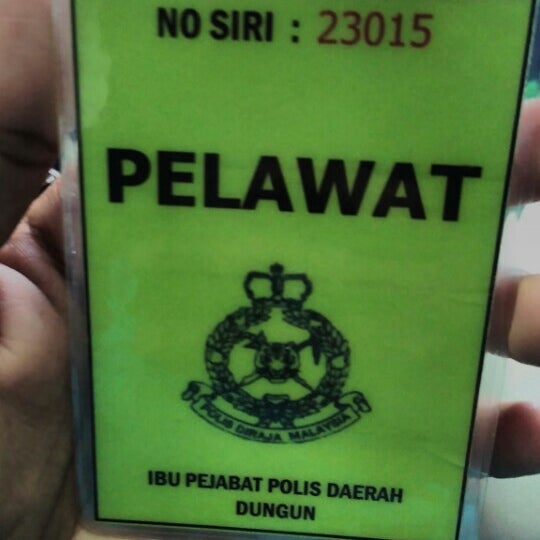 NO SIRI : 23015
PELAWAT
POLIS DIRAJA MALAYSIA
IBU PEJABAT POLIS DAERAH
DUNGUN